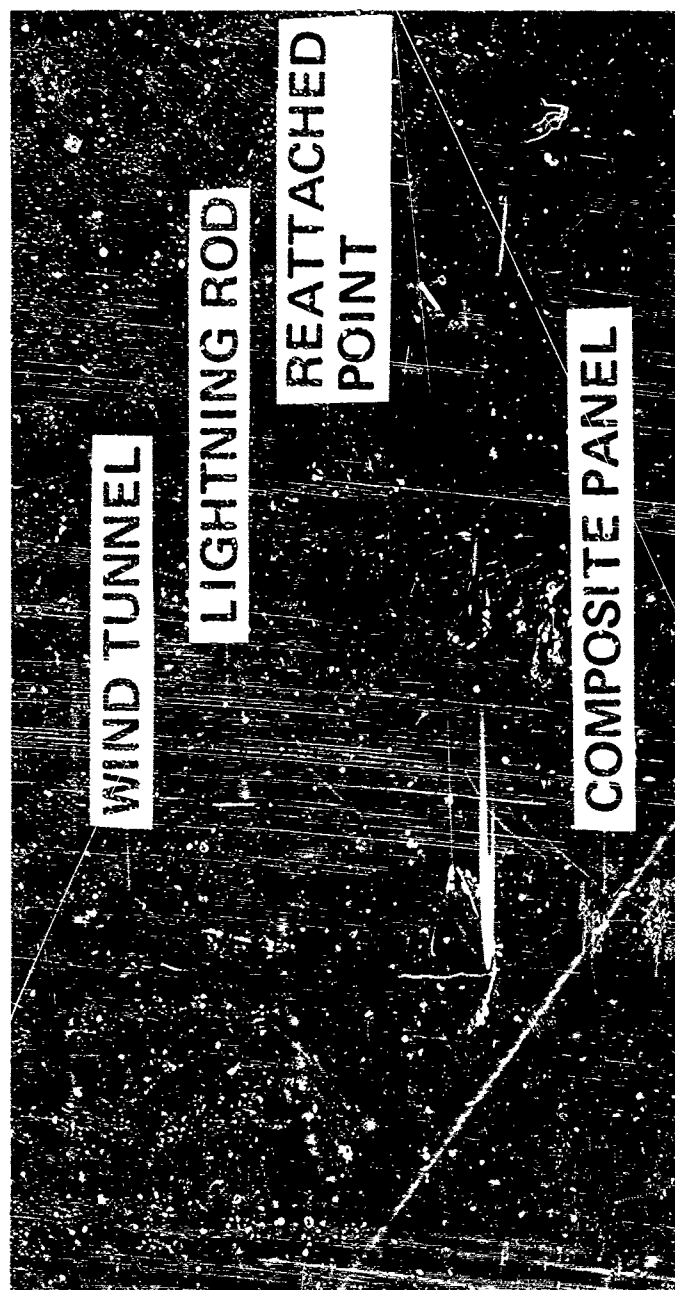 WIND TUNNEL
LIGHTNING ROD
REATTACHED
POINT
COMPOSITE PANEL